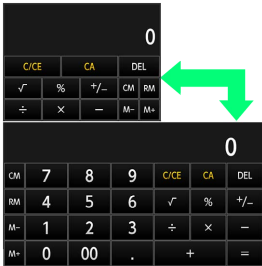 0
C/CE CA DEL
√ % +/− CM RM
÷ × − M− M+
0
CM 7 8 9 C/CE CA DEL
RM 4 5 6 √ % +/−
M− 1 2 3 ÷ × −
M+ 0 00 . + =